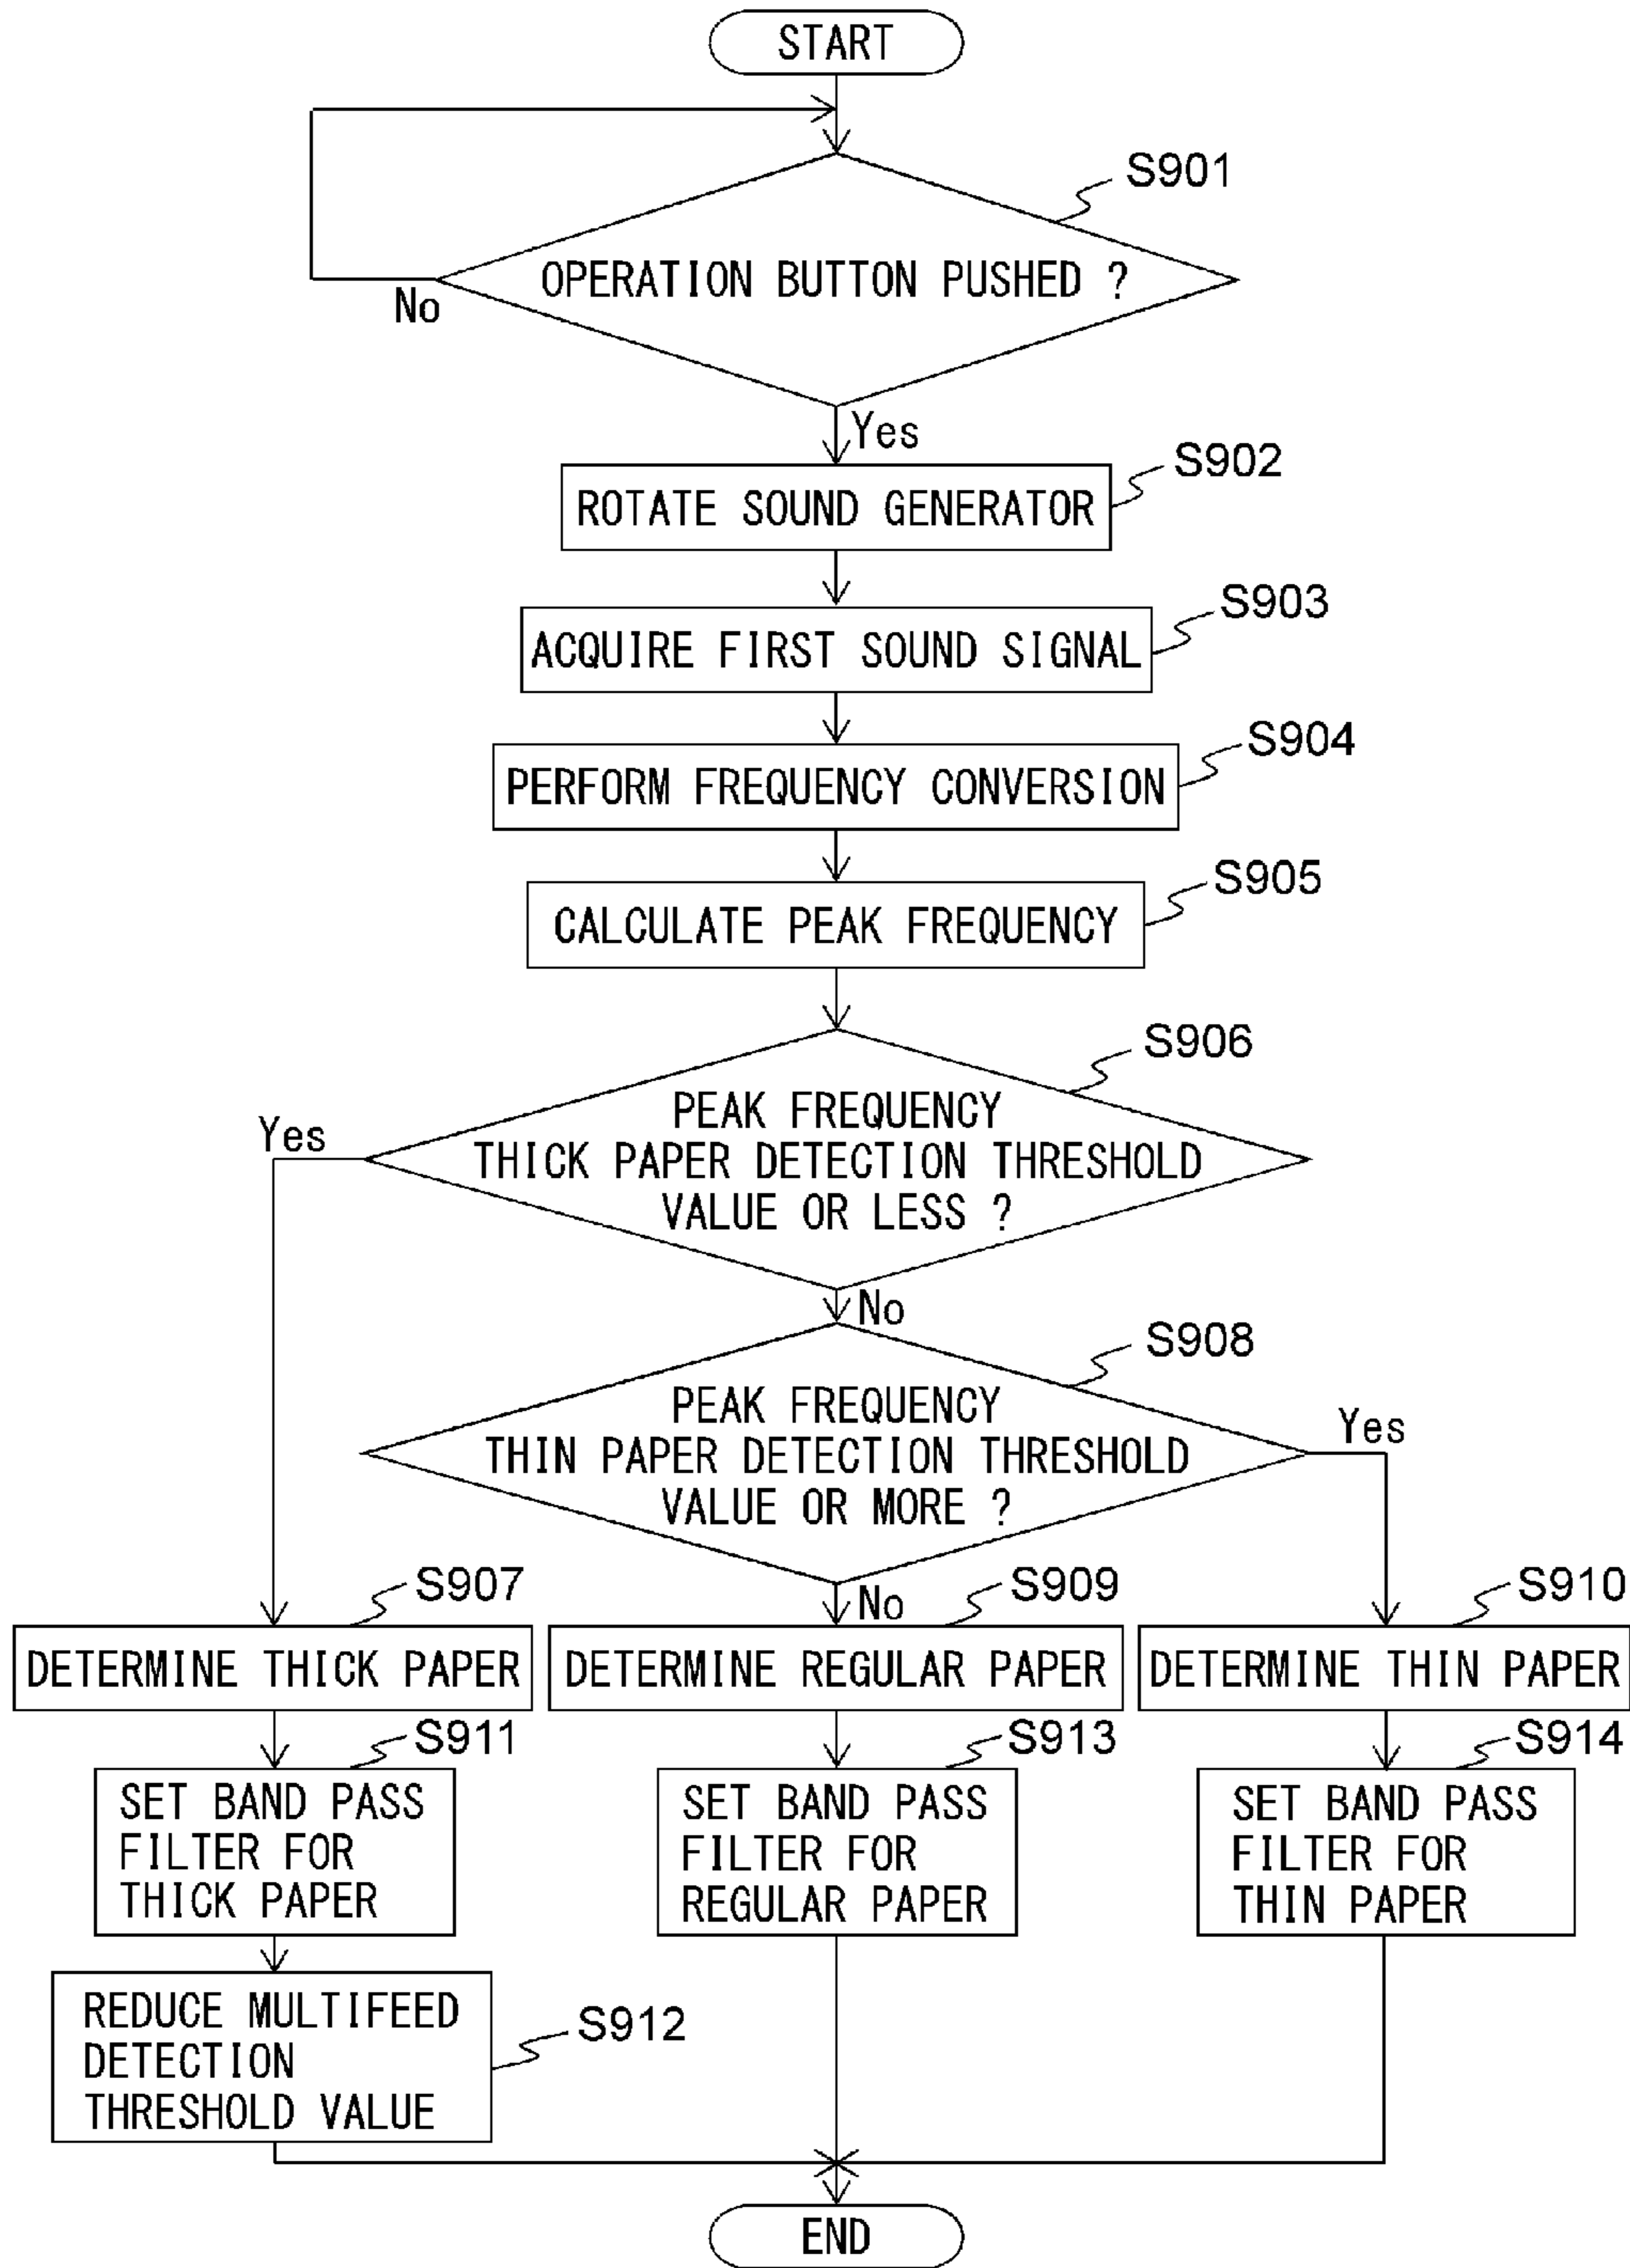 START
S901
OPERATION BUTTON PUSHED ?
No
Yes
S902
ROTATE SOUND GENERATOR
S903
ACQUIRE FIRST SOUND SIGNAL
S904
PERFORM FREQUENCY CONVERSION
S905
CALCULATE PEAK FREQUENCY
S906
PEAK FREQUENCY
THICK PAPER DETECTION THRESHOLD
VALUE OR LESS ?
Yes
No
S908
PEAK FREQUENCY
THIN PAPER DETECTION THRESHOLD
VALUE OR MORE ?
Yes
No
S907
DETERMINE THICK PAPER
S909
DETERMINE REGULAR PAPER
S910
DETERMINE THIN PAPER
S911
SET BAND PASS
FILTER FOR
THICK PAPER
S913
SET BAND PASS
FILTER FOR
REGULAR PAPER
S914
SET BAND PASS
FILTER FOR
THIN PAPER
S912
REDUCE MULTIFEED
DETECTION
THRESHOLD VALUE
END